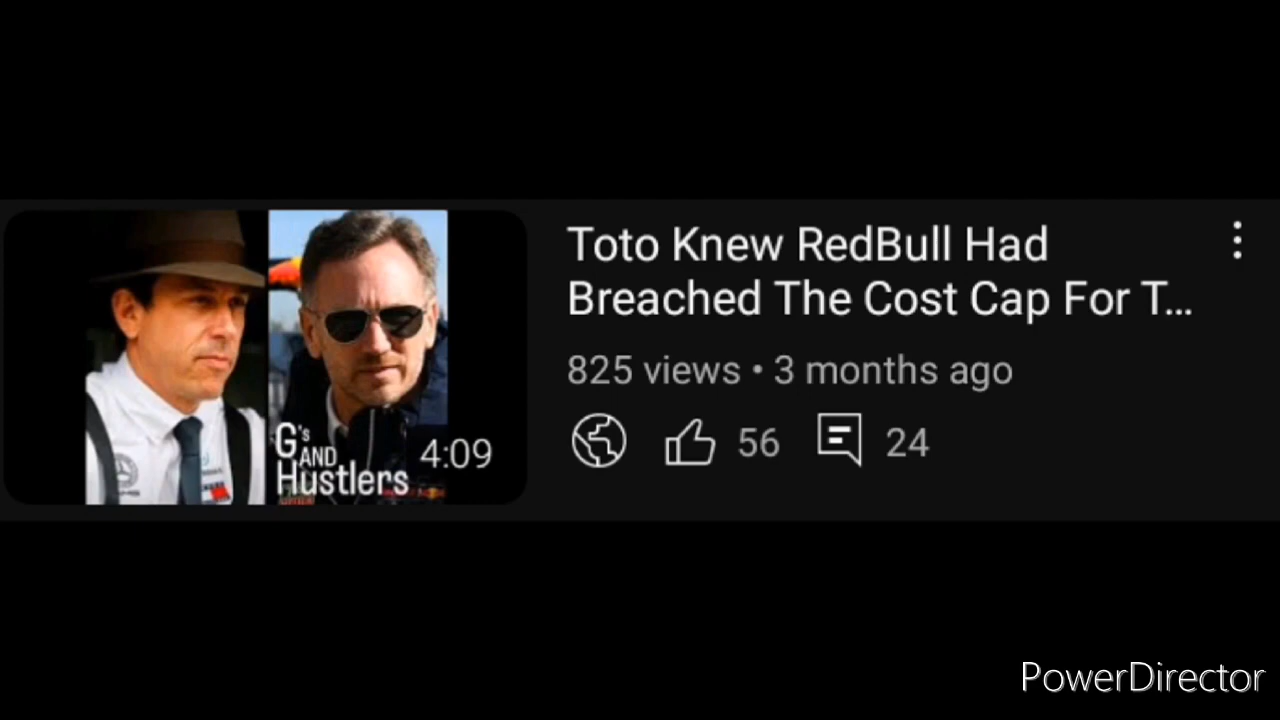 G's
AND
Hustlers
4:09
Toto Knew RedBull Had
Breached The Cost Cap For T...
825 views • 3 months ago
56
24
PowerDirector